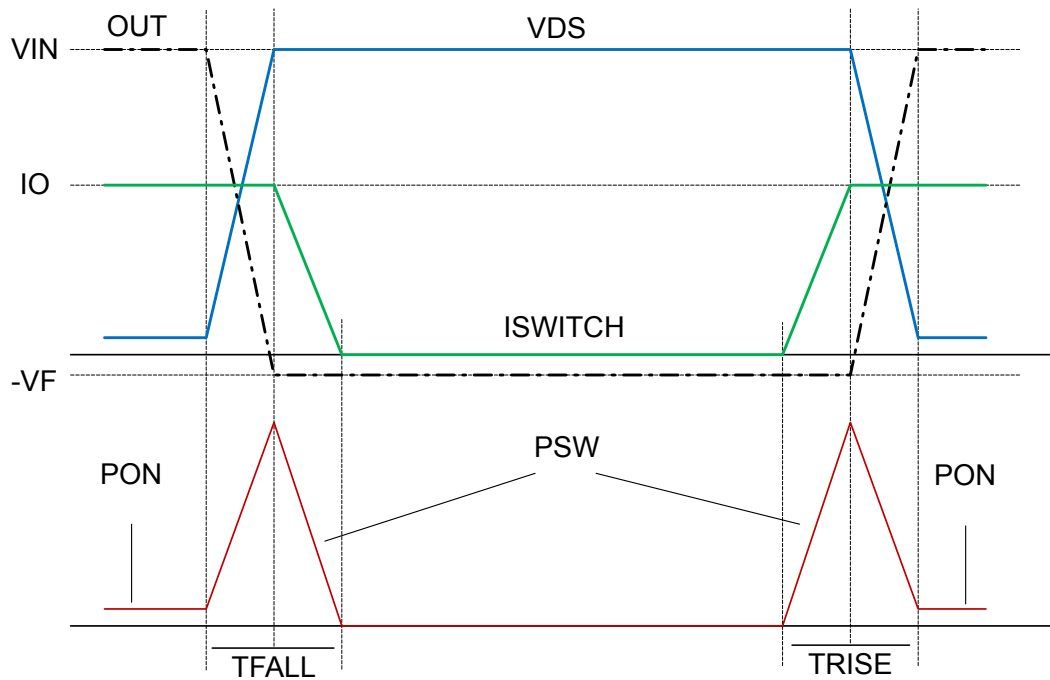 OUT
VDS
VIN
IO
ISWITCH
-VF
PSW
PON
PON
TFALL
TRISE